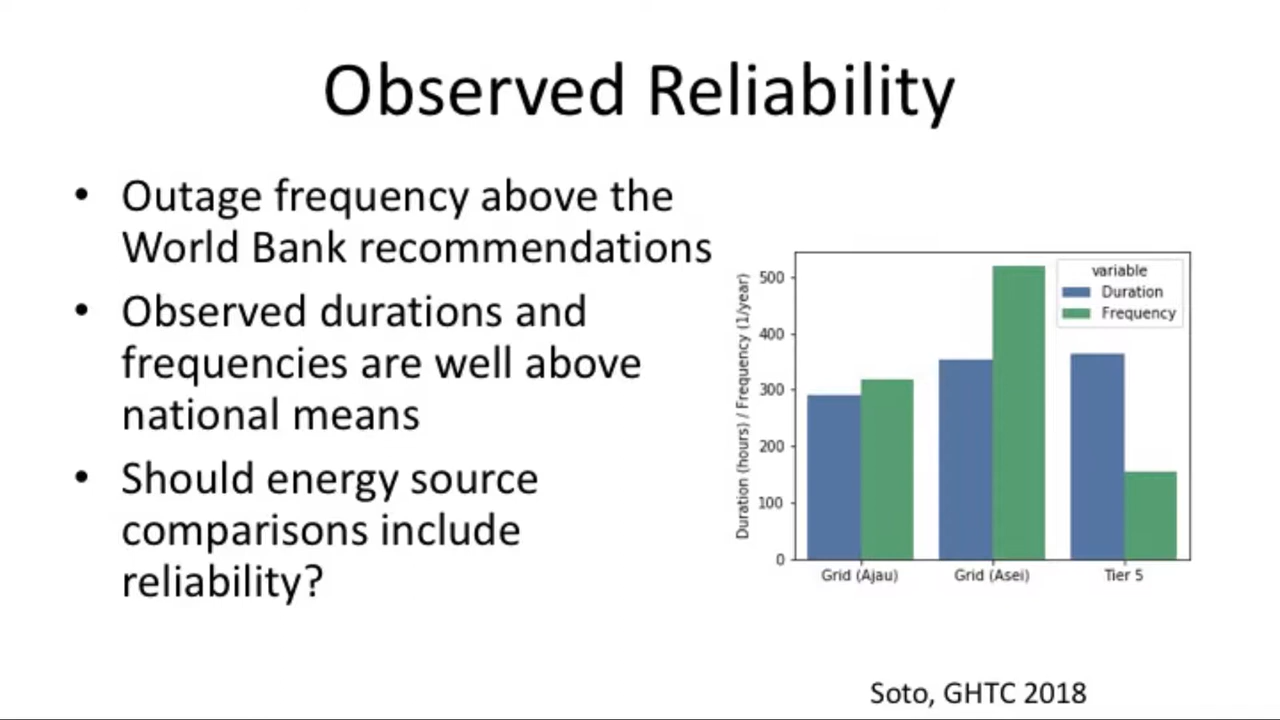 Observed Reliability
• Outage frequency above the
World Bank recommendations
• Observed durations and
frequencies are well above
national means
• Should energy source
comparisons include
reliability?
Duration (hours) / Frequency (1/year)
500
400
300
200
100
0
variable
Duration
Frequency
Grid (Ajau)
Grid (Asei)
Tier 5
Soto, GHTC 2018